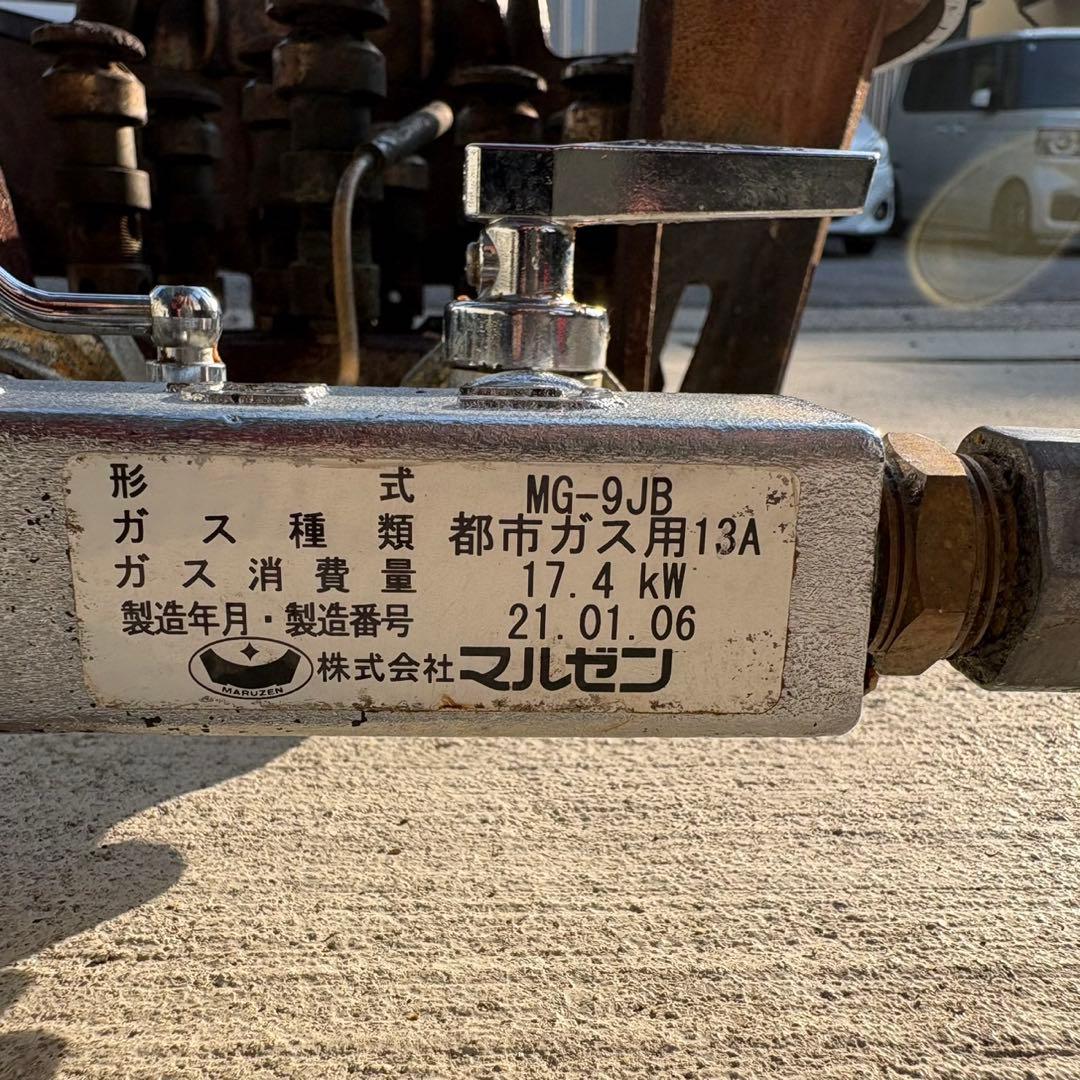 形式 MG-9JB
ガス種類 都市ガス用13A
ガス消費量 17.4 kW
製造年月・製造番号 21.01.06
MARUZEN 株式会社マルゼン